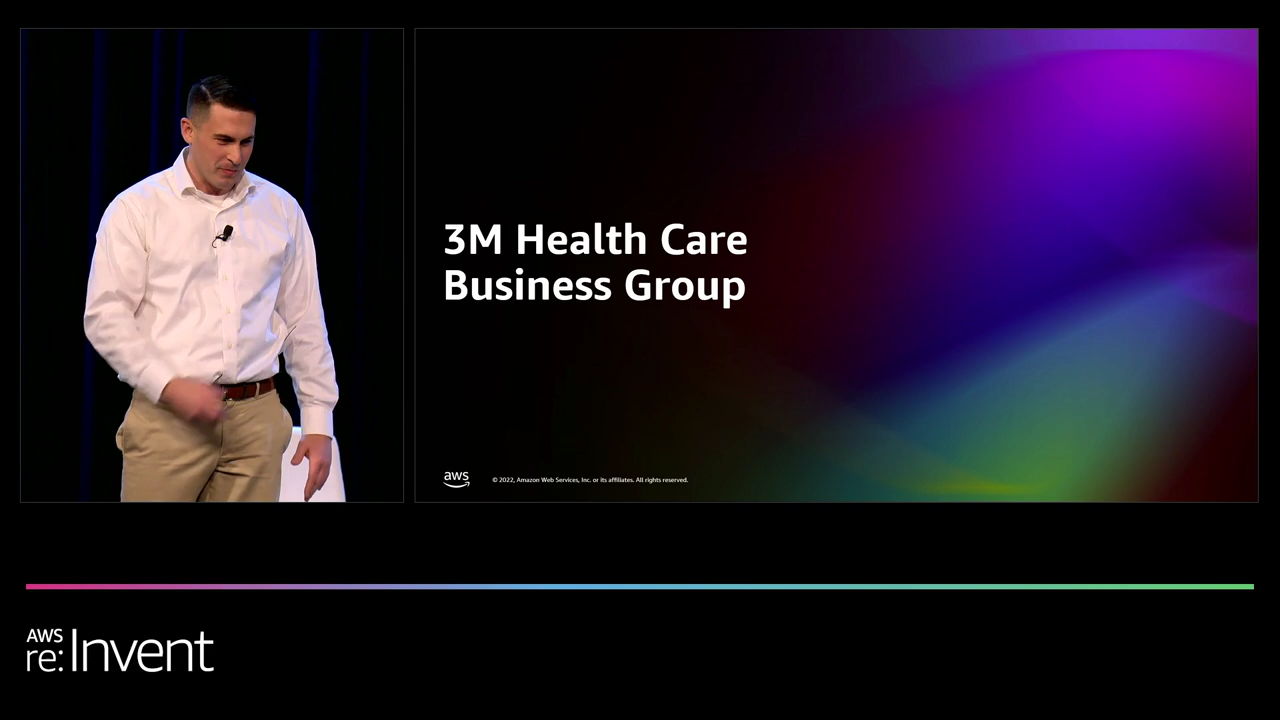 3M Health Care
Business Group
aws
© 2022, Amazon Web Services, Inc. or its affiliates. All rights reserved.
AWS
re:Invent